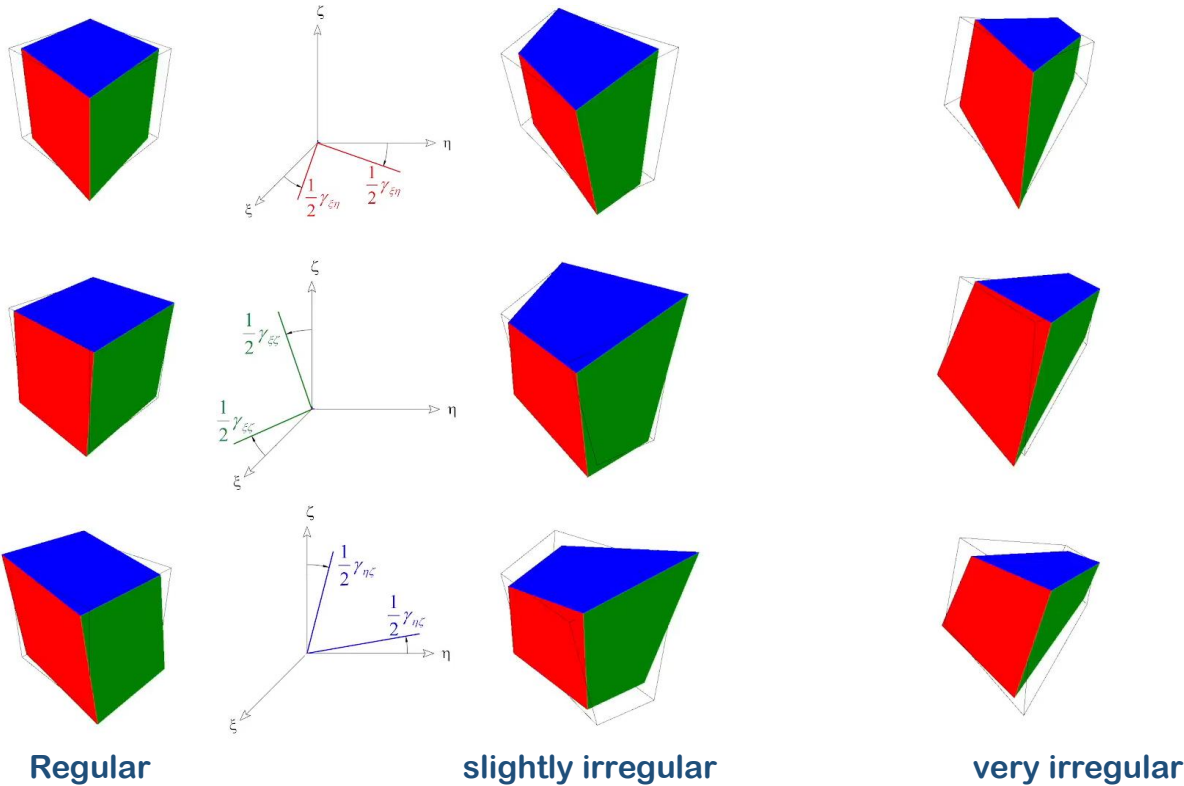 ζ
η
ξ
1/2 γξη
1/2 γξη
ζ
1/2 γξζ
η
1/2 γξζ
ξ
ζ
1/2 γηζ
1/2 γηζ
η
ξ
Regular slightly irregular very irregular